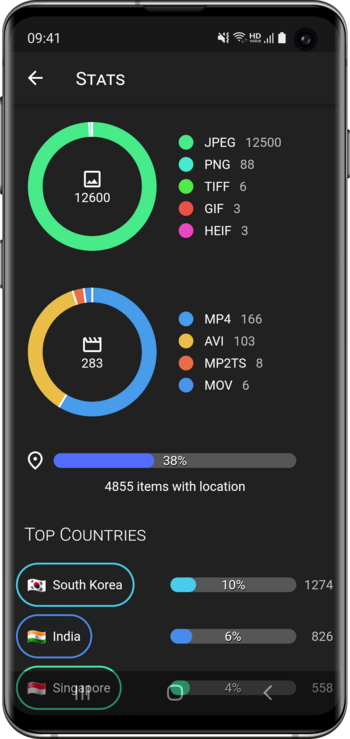 09:41 HD
STATS
JPEG 12500
PNG 88
TIFF 6
GIF 3
HEIF 3
12600
MP4 166
AVI 103
MP2TS 8
MOV 6
283
38%
4855 items with location
TOP COUNTRIES
South Korea 10% 1274
India 6% 826
Singapore 4% 558